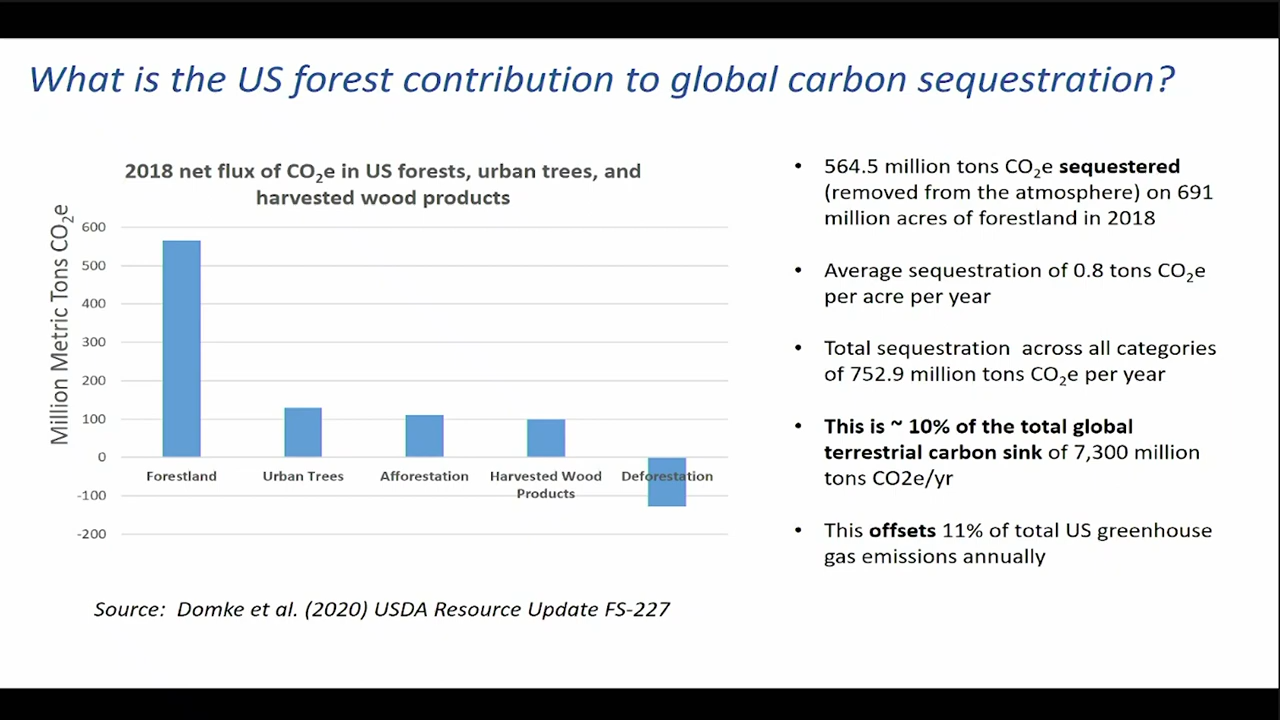 What is the US forest contribution to global carbon sequestration?
2018 net flux of CO₂e in US forests, urban trees, and
harvested wood products
Million Metric Tons CO₂e
600
500
400
300
200
100
0
-100
-200
Forestland
Urban Trees
Afforestation
Harvested Wood
Products
Deforestation
Source: Domke et al. (2020) USDA Resource Update FS-227
• 564.5 million tons CO₂e sequestered
(removed from the atmosphere) on 691
million acres of forestland in 2018
• Average sequestration of 0.8 tons CO₂e
per acre per year
• Total sequestration across all categories
of 752.9 million tons CO₂e per year
• This is ~ 10% of the total global
terrestrial carbon sink of 7,300 million
tons CO2e/yr
• This offsets 11% of total US greenhouse
gas emissions annually